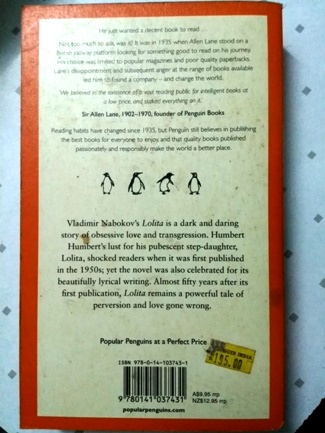 He just wanted a decent book to read ...
Not too much to ask, is it? It was in 1935 when Allen Lane stood on a
British railway platform looking for something good to read on his journey.
His choice was limited to popular magazines and poor quality paperbacks.
Lane's disappointment and subsequent anger at the range of books available
led him to found a company – and change the world.
We believed in the existence of a vast reading public for intelligent books at
a low price, and staked everything on it.
Sir Allen Lane, 1902–1970, founder of Penguin Books
Reading habits have changed since 1935, but Penguin still believes in publishing
the best books for everyone to enjoy and that quality books published
passionately and responsibly make the world a better place.
Vladimir Nabokov's Lolita is a dark and daring
story of obsessive love and transgression. Humbert
Humbert's lust for his pubescent step-daughter,
Lolita, shocked readers when it was first published
in the 1950s; yet the novel was also celebrated for its
beautifully lyrical writing. Almost fifty years after its
first publication, Lolita remains a powerful tale of
perversion and love gone wrong.
Popular Penguins at a Perfect Price
ISBN 978-0-14-103743-1
9 780141 037431
INDIA
195.00
A$9.95 rrp
NZ$12.95 rrp
popularpenguins.com